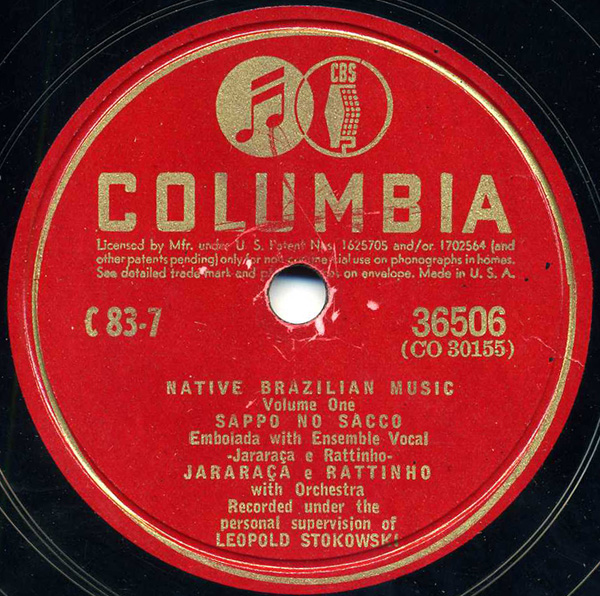 CBS
COLUMBIA
Licensed by Mfr. under U. S. Patent Nos. 1625705 and/or 1702564 (and
other patents pending) only for non-commercial use on phonographs in homes.
See detailed trade mark and on envelope. Made in U. S. A.
C 83-7
36506
(CO 30155)
NATIVE BRAZILIAN MUSIC
Volume One
SAPPO NO SACCO
Emboiada with Ensemble Vocal
-Jararaça e Rattinho-
JARARAÇA e RATTINHO
with Orchestra
Recorded under the
personal supervision of
LEOPOLD STOKOWSKI